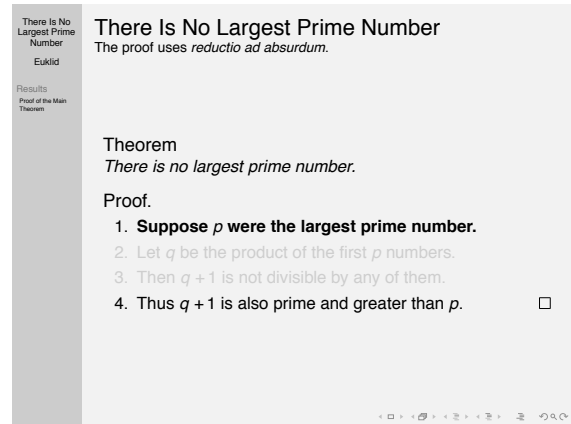 There Is No
Largest Prime
Number
Euklid
Results
Proof of the Main
Theorem
There Is No Largest Prime Number
The proof uses reductio ad absurdum.
Theorem
There is no largest prime number.
Proof.
1. Suppose p were the largest prime number.
2. Let q be the product of the first p numbers.
3. Then q + 1 is not divisible by any of them.
4. Thus q + 1 is also prime and greater than p. □